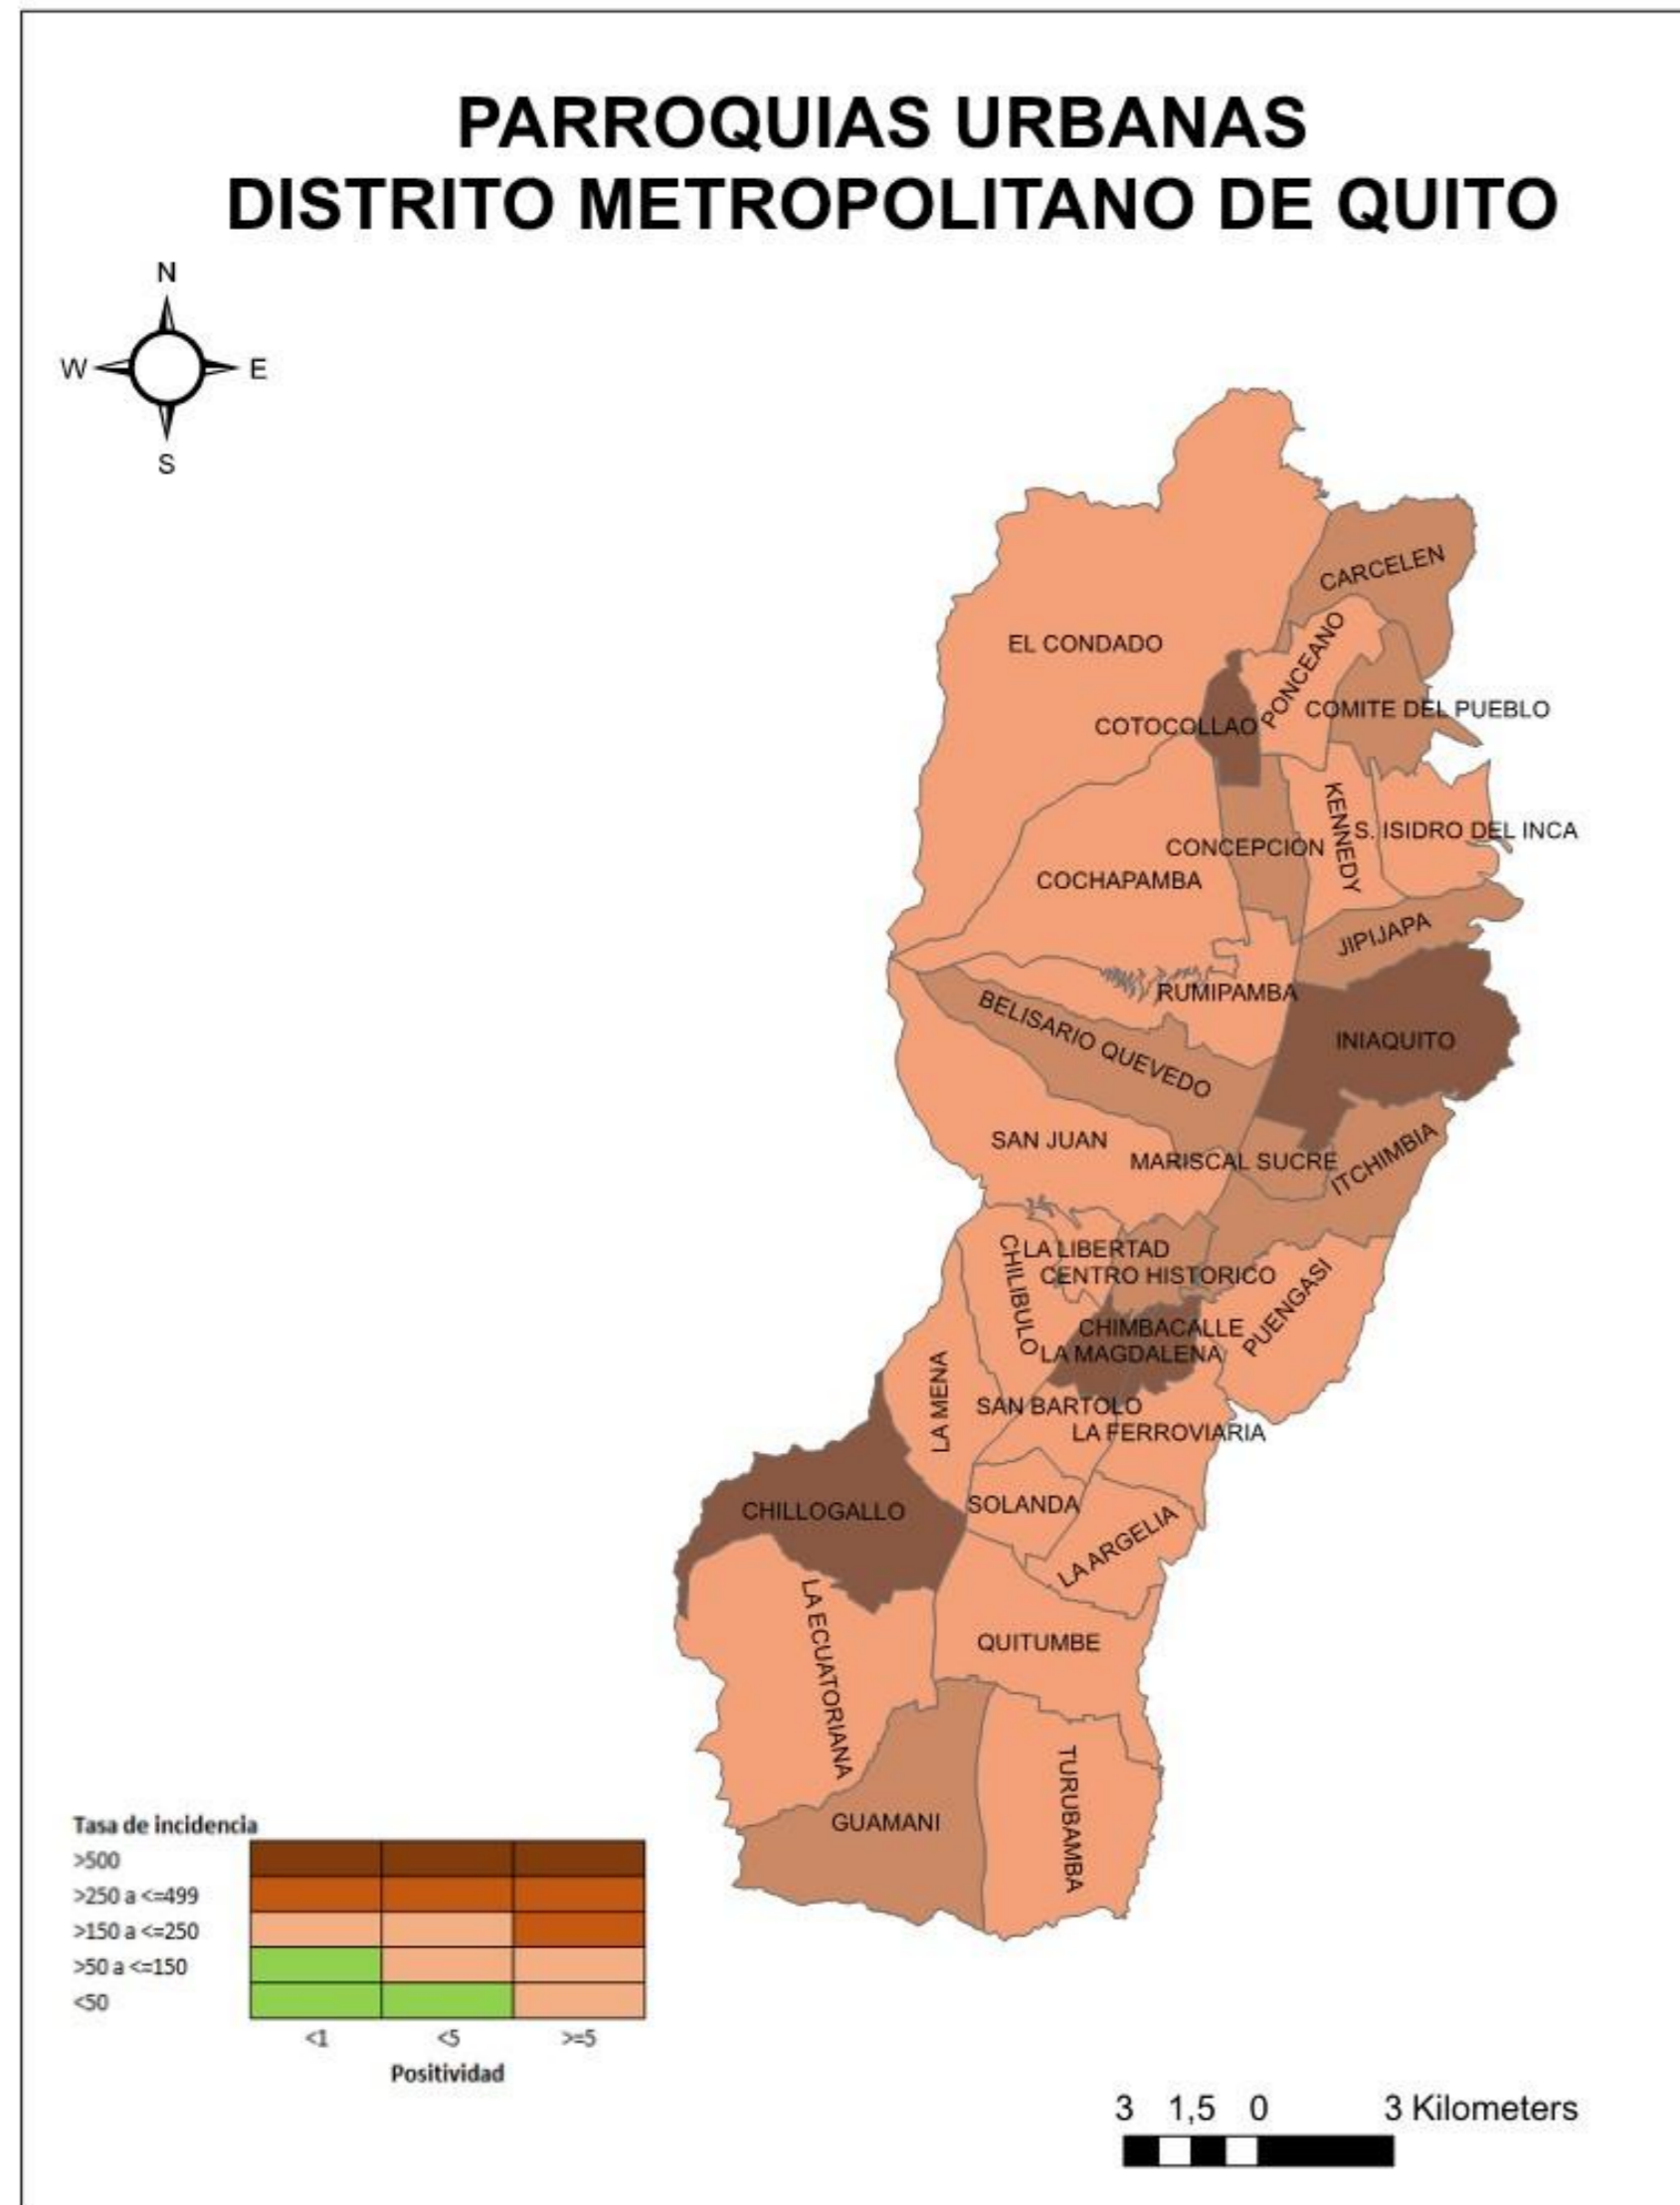 PARROQUIAS URBANAS
DISTRITO METROPOLITANO DE QUITO
N
W E
S
CARCELEN
EL CONDADO
PONCEANO
COMITE DEL PUEBLO
COTOCOLLAO
KENNEDY
S. ISIDRO DEL INCA
CONCEPCION
COCHAPAMBA
JIPIJAPA
RUMIPAMBA
BELISARIO QUEVEDO
INIAQUITO
SAN JUAN
MARISCAL SUCRE
ITCHIMBIA
LA LIBERTAD
CHILIBULO
CENTRO HISTORICO
PUENGASI
CHIMBACALLE
LA MAGDALENA
LA MENA
SAN BARTOLO
LA FERROVIARIA
CHILLOGALLO
SOLANDA
LA ARGELIA
LA ECUATORIANA
QUITUMBE
GUAMANI
TURUBAMBA
Tasa de incidencia
>500
>250 a <=499
>150 a <=250
>50 a <=150
<50
<1 <5 >=5
Positividad
3 1,5 0 3 Kilometers